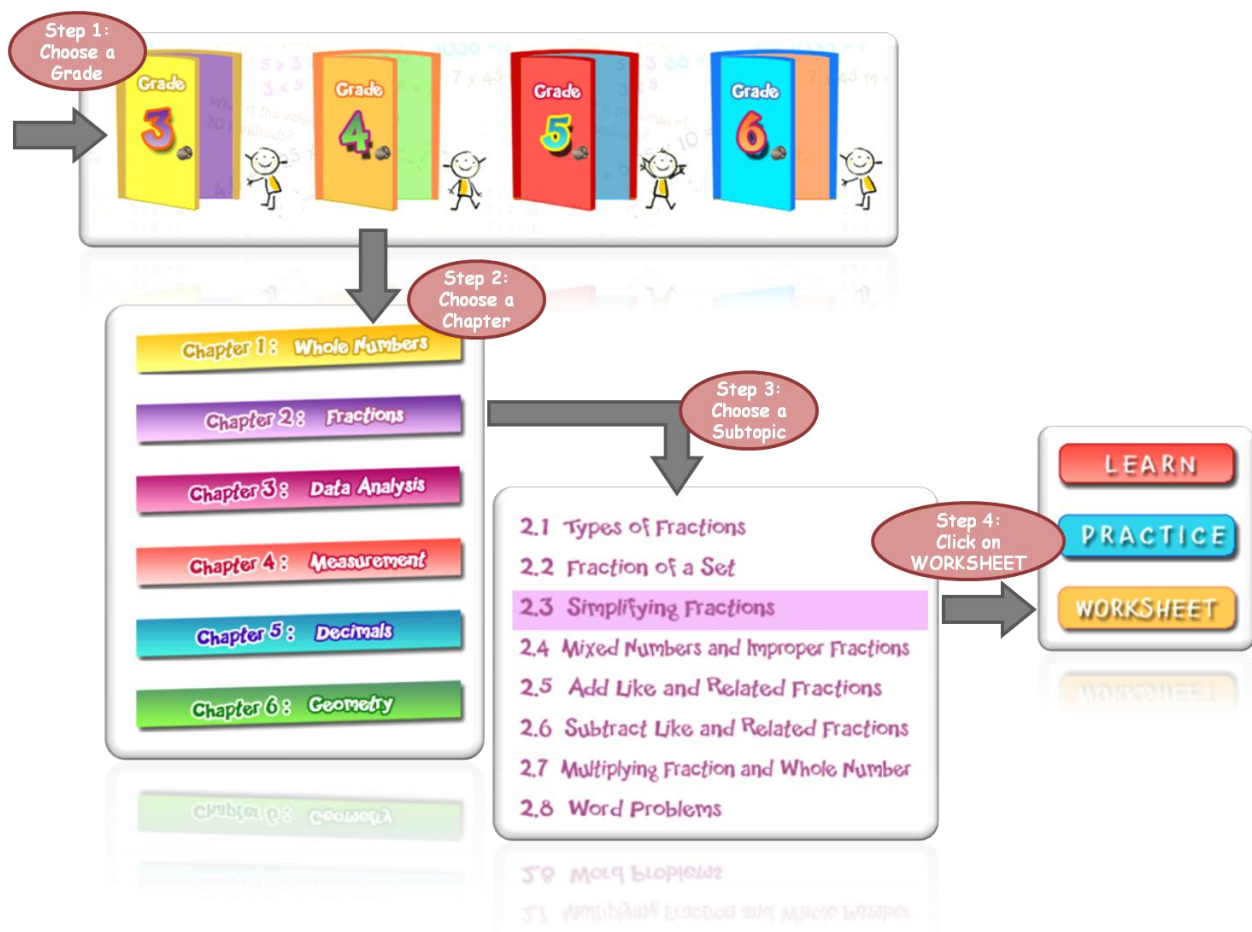 Step 1:
Choose a
Grade
Grade
3
Grade
4
Grade
5
Grade
6
Step 2:
Choose a
Chapter
Chapter 1: Whole Numbers
Chapter 2: Fractions
Chapter 3: Data Analysis
Chapter 4: Measurement
Chapter 5: Decimals
Chapter 6: Geometry
Step 3:
Choose a
Subtopic
2.1 Types of Fractions
2.2 Fraction of a Set
2.3 Simplifying Fractions
2.4 Mixed Numbers and Improper Fractions
2.5 Add Like and Related Fractions
2.6 Subtract Like and Related Fractions
2.7 Multiplying Fraction and Whole Number
2.8 Word Problems
Step 4:
Click on
WORKSHEET
LEARN
PRACTICE
WORKSHEET